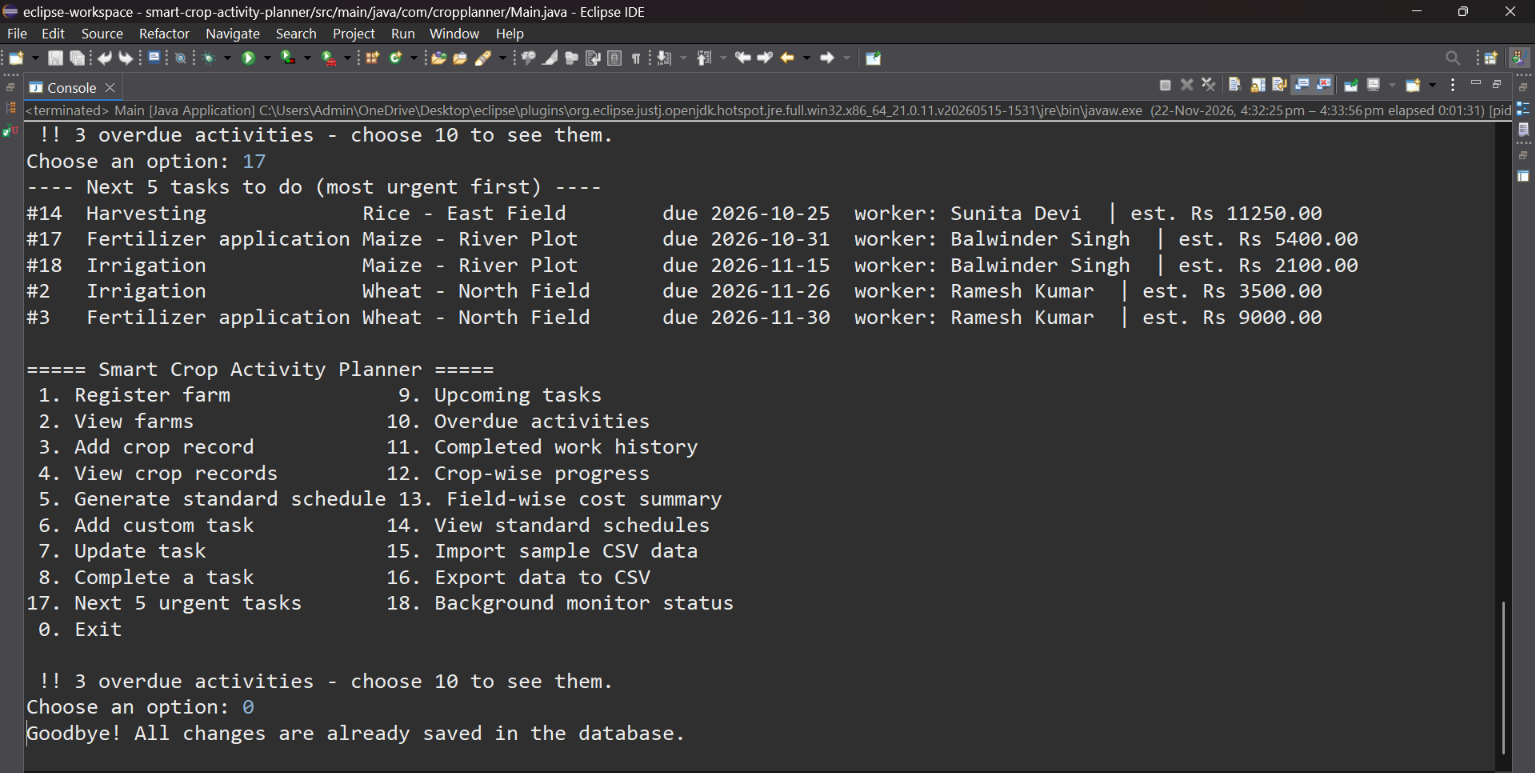 eclipse-workspace - smart-crop-activity-planner/src/main/java/com/cropplanner/Main.java - Eclipse IDE
File Edit Source Refactor Navigate Search Project Run Window Help
Console
<terminated> Main [Java Application] C:\Users\Admin\OneDrive\Desktop\eclipse\plugins\org.eclipse.justj.openjdk.hotspot.jre.full.win32.x86_64_21.0.11.v20260515-1531\jre\bin\javaw.exe (22-Nov-2026, 4:32:25 pm – 4:33:56 pm elapsed 0:01:31) [pid
!! 3 overdue activities - choose 10 to see them.
Choose an option: 17
---- Next 5 tasks to do (most urgent first) ----
#14 Harvesting Rice - East Field due 2026-10-25 worker: Sunita Devi | est. Rs 11250.00
#17 Fertilizer application Maize - River Plot due 2026-10-31 worker: Balwinder Singh | est. Rs 5400.00
#18 Irrigation Maize - River Plot due 2026-11-15 worker: Balwinder Singh | est. Rs 2100.00
#2 Irrigation Wheat - North Field due 2026-11-26 worker: Ramesh Kumar | est. Rs 3500.00
#3 Fertilizer application Wheat - North Field due 2026-11-30 worker: Ramesh Kumar | est. Rs 9000.00
===== Smart Crop Activity Planner =====
1. Register farm 9. Upcoming tasks
2. View farms 10. Overdue activities
3. Add crop record 11. Completed work history
4. View crop records 12. Crop-wise progress
5. Generate standard schedule 13. Field-wise cost summary
6. Add custom task 14. View standard schedules
7. Update task 15. Import sample CSV data
8. Complete a task 16. Export data to CSV
17. Next 5 urgent tasks 18. Background monitor status
0. Exit
!! 3 overdue activities - choose 10 to see them.
Choose an option: 0
Goodbye! All changes are already saved in the database.